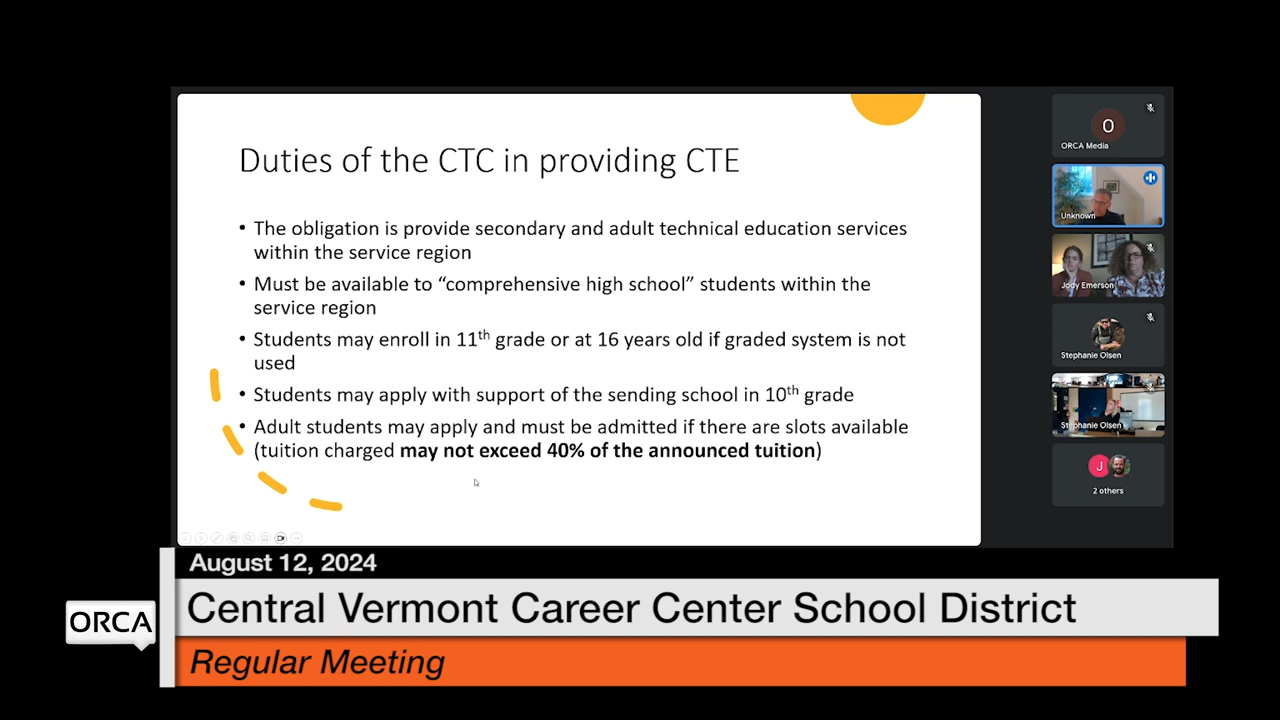 Duties of the CTC in providing CTE
• The obligation is provide secondary and adult technical education services
within the service region
• Must be available to “comprehensive high school” students within the
service region
• Students may enroll in 11th grade or at 16 years old if graded system is not
used
• Students may apply with support of the sending school in 10th grade
• Adult students may apply and must be admitted if there are slots available
(tuition charged may not exceed 40% of the announced tuition)
O
ORCA Media
Unknown
Jody Emerson
Stephanie Olsen
Stephanie Olsen
J
2 others
August 12, 2024
ORCA
Central Vermont Career Center School District
Regular Meeting